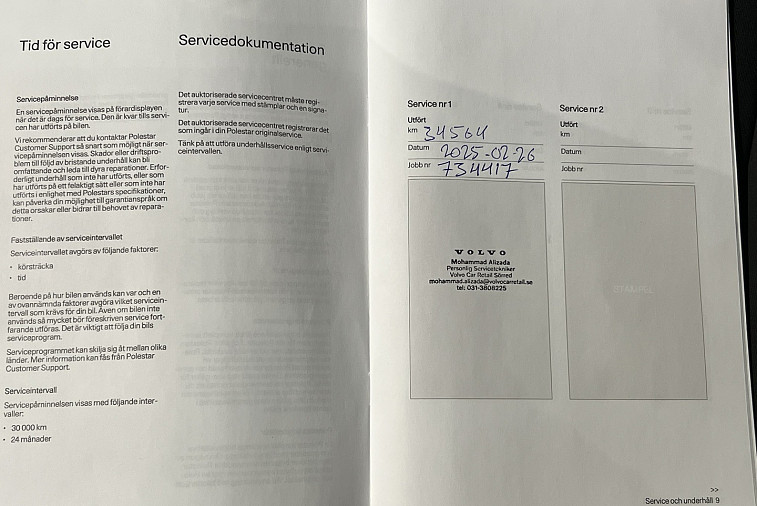 Tid för service
Servicepåminnelse
En servicepåminnelse visas på förardisplayen
när det är dags för service. Den är kvar tills servi-
cen har utförts på bilen.
Vi rekommenderar att du kontaktar Polestar
Customer Support så snart som möjligt när ser-
vicepåminnelsen visas. Skador eller driftspro-
blem till följd av bristande underhåll kan bli
omfattande och leda till dyra reparationer. Erfor-
derligt underhåll som inte har utförts, eller som
har utförts på ett felaktigt sätt eller som inte har
utförts i enlighet med Polestars specifikationer,
kan påverka din möjlighet till garantianspråk om
detta orsakar eller bidrar till behovet av repara-
tioner.
Fastställande av serviceintervallet
Serviceintervallet avgörs av följande faktorer:
• körsträcka
• tid
Beroende på hur bilen används kan var och en
av ovannämnda faktorer avgöra vilket servicein-
tervall som krävs för din bil. Även om bilen inte
används så mycket bör föreskriven service fort-
farande utföras. Det är viktigt att följa din bils
serviceprogram.
Serviceprogrammet kan skilja sig åt mellan olika
länder. Mer information kan fås från Polestar
Customer Support.
Serviceintervall
Servicepåminnelsen visas med följande inter-
valler:
• 30 000 km
• 24 månader
Servicedokumentation
Det auktoriserade servicecentret måste regi-
strera varje service med stämplar och en signa-
tur.
Det auktoriserade servicecentret registrerar det
som ingår i din Polestar originalservice.
Tänk på att utföra underhållsservice enligt servi-
ceintervallen.
Service nr 1
Utfört
km 34564
Datum 2025-02-26
Jobb nr 734417
VOLVO
Mohammad Alizada
Personlig Servicetekniker
Volvo Car Retail Sörred
mohammad.alizada@volvocarretail.se
tel: 031-3808225
Service nr 2
Utfört
km
Datum
Jobb nr
>>
Service och underhåll 9